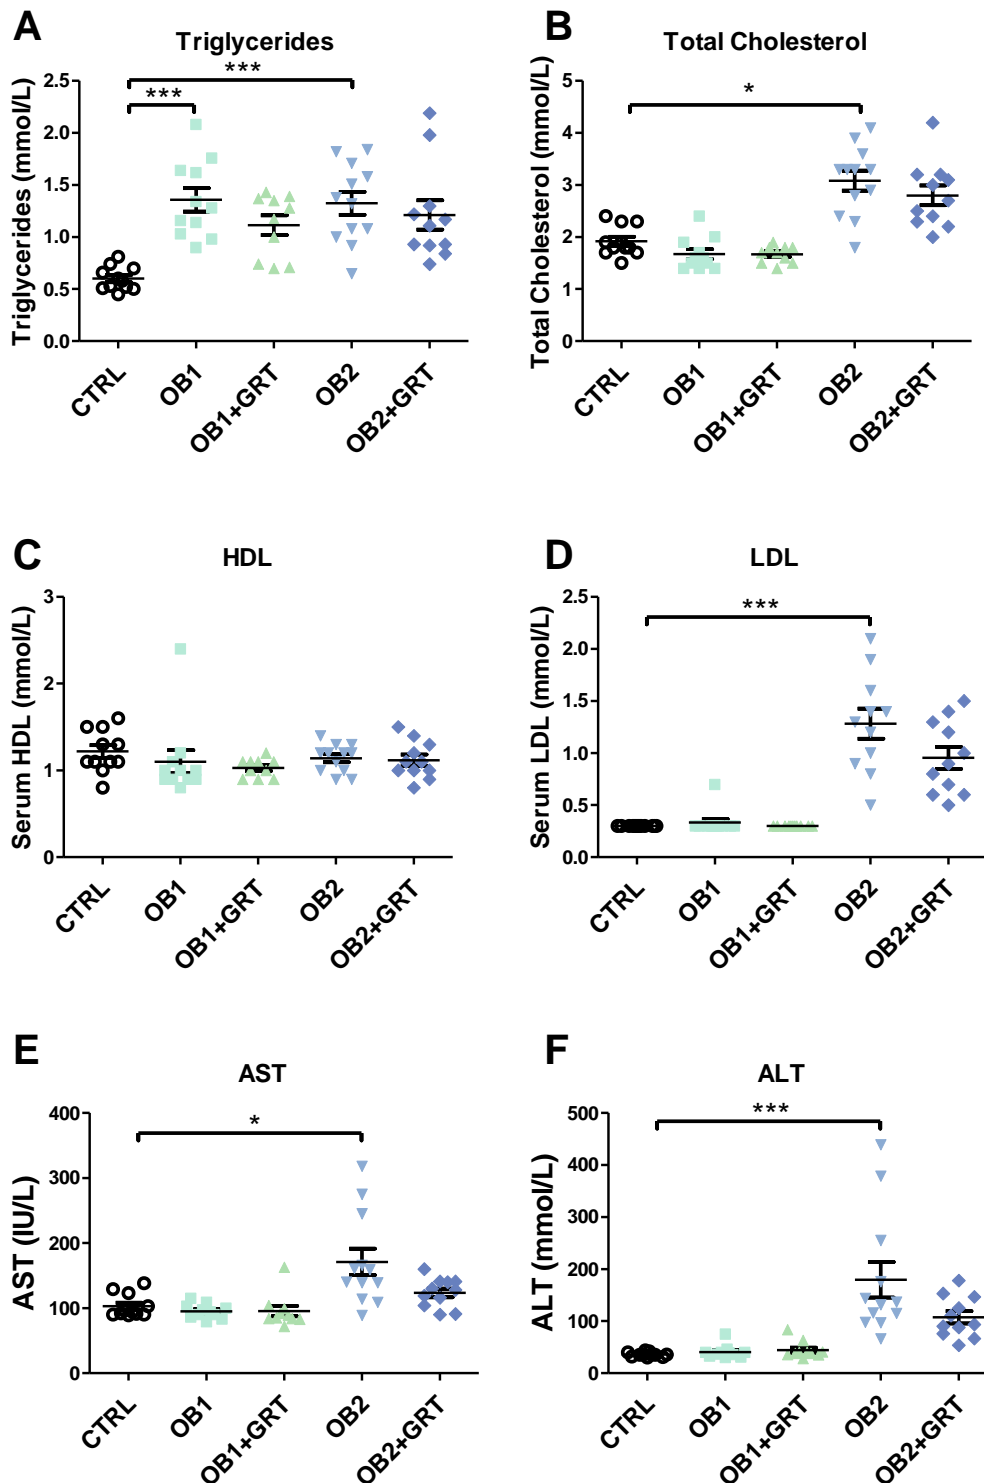 A
Triglycerides
Triglycerides (mmol/L)
2.5
2.0
1.5
1.0
0.5
0.0
***
***
CTRL
OB1
OB1+GRT
OB2
OB2+GRT
B
Total Cholesterol
Total Cholesterol (mmol/L)
5
4
3
2
1
0
*
CTRL
OB1
OB1+GRT
OB2
OB2+GRT
C
HDL
Serum HDL (mmol/L)
3
2
1
0
CTRL
OB1
OB1+GRT
OB2
OB2+GRT
D
LDL
Serum LDL (mmol/L)
2.5
2.0
1.5
1.0
0.5
0.0
***
CTRL
OB1
OB1+GRT
OB2
OB2+GRT
E
AST
AST (IU/L)
400
300
200
100
0
*
CTRL
OB1
OB1+GRT
OB2
OB2+GRT
F
ALT
ALT (mmol/L)
500
400
300
200
100
0
***
CTRL
OB1
OB1+GRT
OB2
OB2+GRT